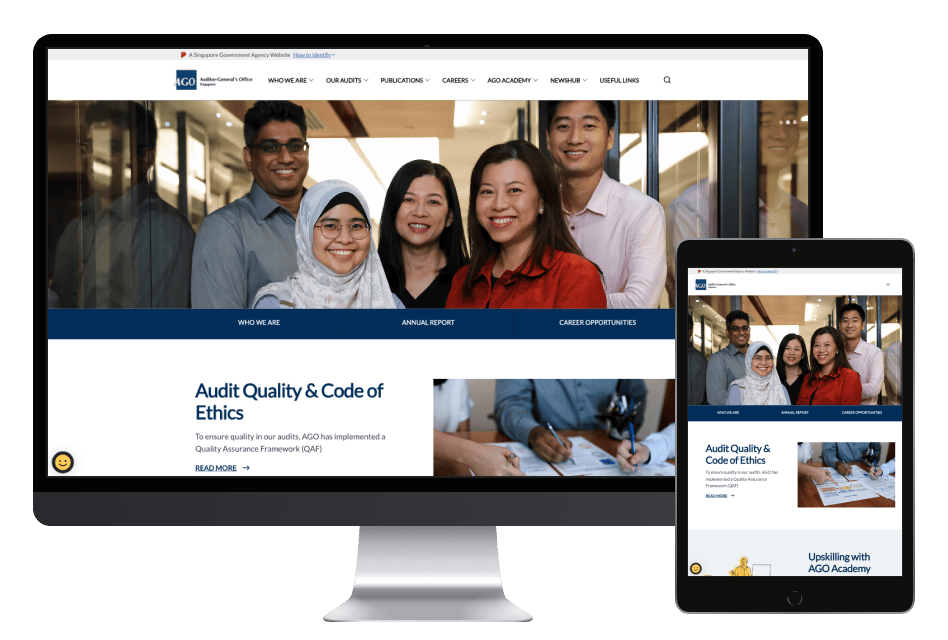 A Singapore Government Agency Website How to identify
AGO Auditor-General's Office
Singapore
WHO WE ARE OUR AUDITS PUBLICATIONS CAREERS AGO ACADEMY NEWSHUB USEFUL LINKS
WHO WE ARE ANNUAL REPORT CAREER OPPORTUNITIES
Audit Quality & Code of
Ethics
To ensure quality in our audits, AGO has implemented a
Quality Assurance Framework (QAF)
READ MORE
A Singapore Government Agency Website How to identify
AGO Auditor-General's Office
Singapore
WHO WE ARE ANNUAL REPORT CAREER OPPORTUNITIES
Audit Quality &
Code of Ethics
To ensure quality in our audits, AGO has
implemented a Quality Assurance
Framework (QAF)
READ MORE
Upskilling with
AGO Academy